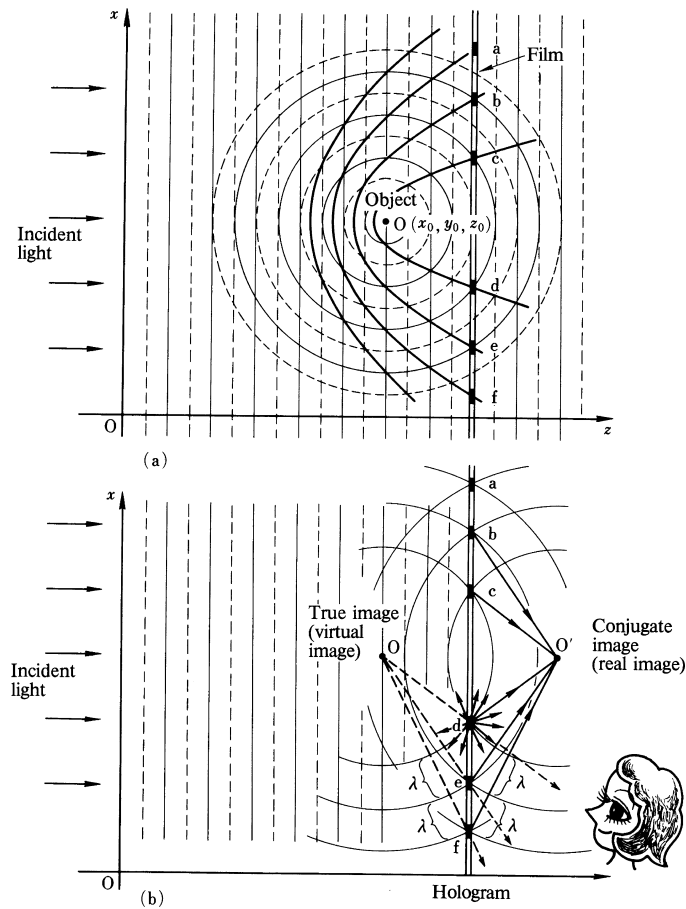 x
a
Film
b
c
Object
O (x₀, y₀, z₀)
Incident
light
d
e
f
O
z
(a)
x
a
b
c
True image
(virtual
image)
O
O′
Conjugate
image
(real image)
Incident
light
d
λ
e
λ
λ
λ
f
O
(b)
Hologram